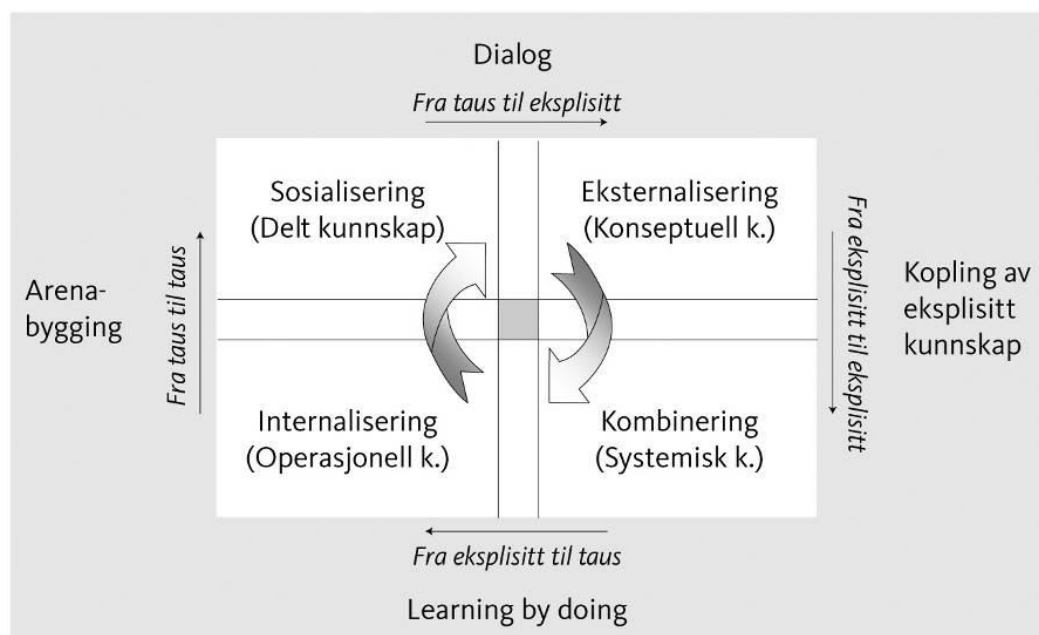 Dialog
Fra taus til eksplisitt
Sosialisering
(Delt kunnskap)
Eksternalisering
(Konseptuell k.)
Arena-
bygging
Fra taus til taus
Fra eksplisitt til eksplisitt
Kopling av
eksplisitt
kunnskap
Internalisering
(Operasjonell k.)
Kombinering
(Systemisk k.)
Fra eksplisitt til taus
Learning by doing